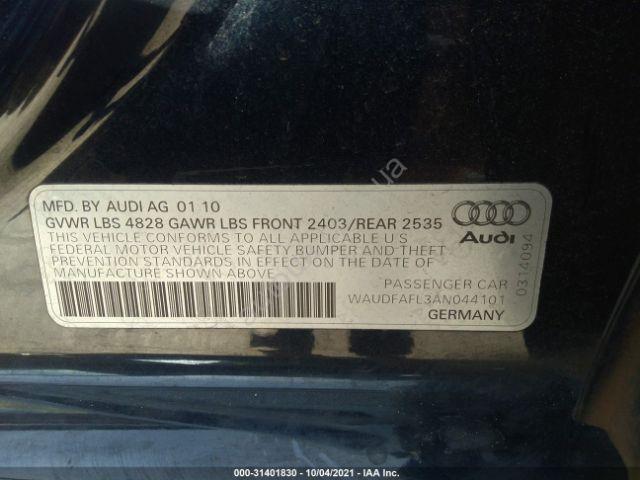 MFD. BY AUDI AG 01 10
GVWR LBS 4828 GAWR LBS FRONT 2403/REAR 2535
THIS VEHICLE CONFORMS TO ALL APPLICABLE U S
FEDERAL MOTOR VEHICLE SAFETY BUMPER AND THEFT
PREVENTION STANDARDS IN EFFECT ON THE DATE OF
MANUFACTURE SHOWN ABOVE
Audi
0314094
PASSENGER CAR
WAUDFAFL3AN044101
GERMANY
000-31401830 - 10/04/2021 - IAA Inc.